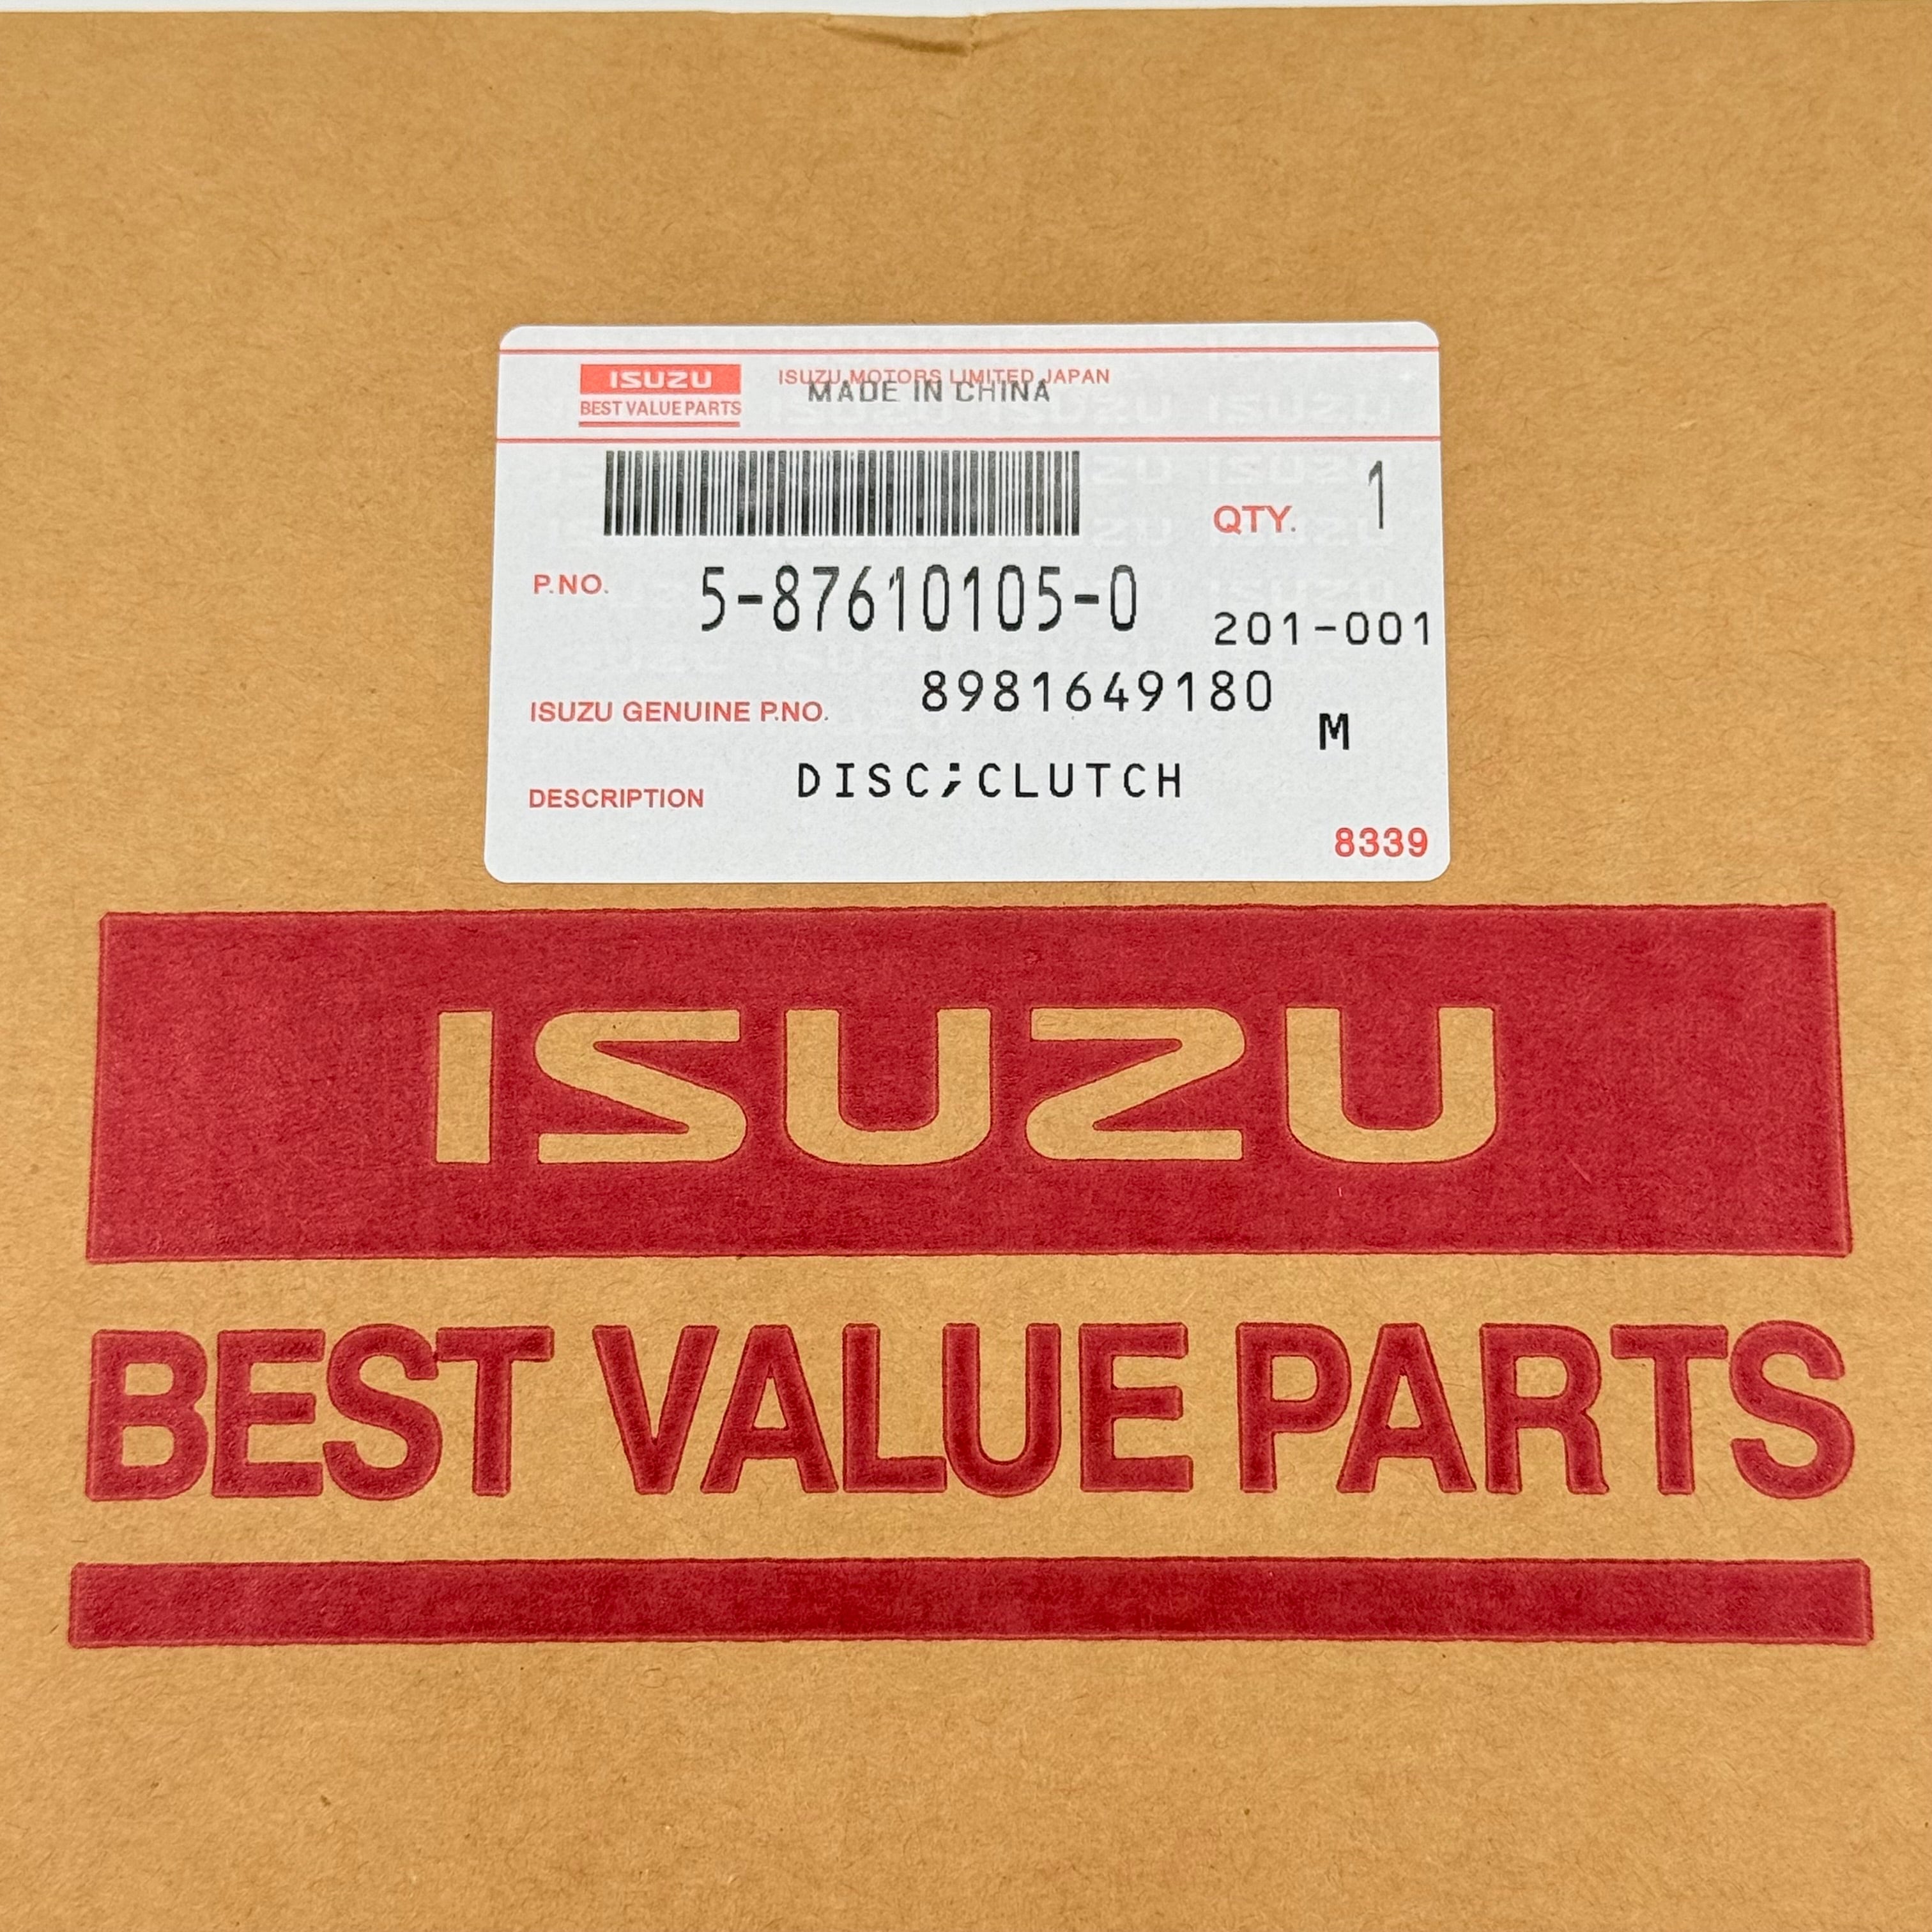 ISUZU
BEST VALUE PARTS
ISUZU MOTORS LIMITED JAPAN
MADE IN CHINA
QTY. 1
P.NO. 5-87610105-0
201-001
ISUZU GENUINE P.NO. 8981649180
M
DESCRIPTION DISC;CLUTCH
8339
ISUZU
BEST VALUE PARTS